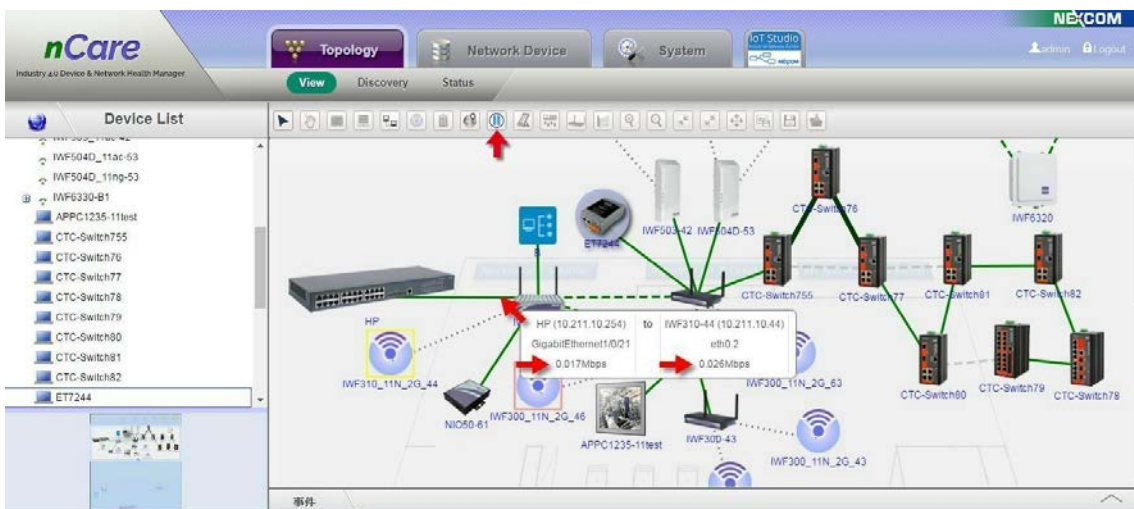 NEXCOM
nCare
Industry 4.0 Device & Network Health Manager
Topology
Network Device
System
IoT Studio
admin
Logout
View
Discovery
Status
Device List
IWF504D_11ac-53
IWF504D_11ng-53
IWF6330-B1
APPC1235-11test
CTC-Switch755
CTC-Switch76
CTC-Switch77
CTC-Switch78
CTC-Switch79
CTC-Switch80
CTC-Switch81
CTC-Switch82
ET7244
CTC-Switch76
IWF6320
IWF503-42
IWF504D-53
ET7244
CTC-Switch755
CTC-Switch77
CTC-Switch81
CTC-Switch82
HP
HP (10.211.10.254) to IWF310-44 (10.211.10.44)
GigabitEthernet1/0/21 eth0.2
0.017Mbps 0.026Mbps
IWF310_11N_2G_44
IWF300_11N_2G_63
CTC-Switch80
CTC-Switch79
CTC-Switch78
NIO50-61
IWF300_11N_2G_46
APPC1235-11test
IWF300-43
IWF300_11N_2G_43
事件